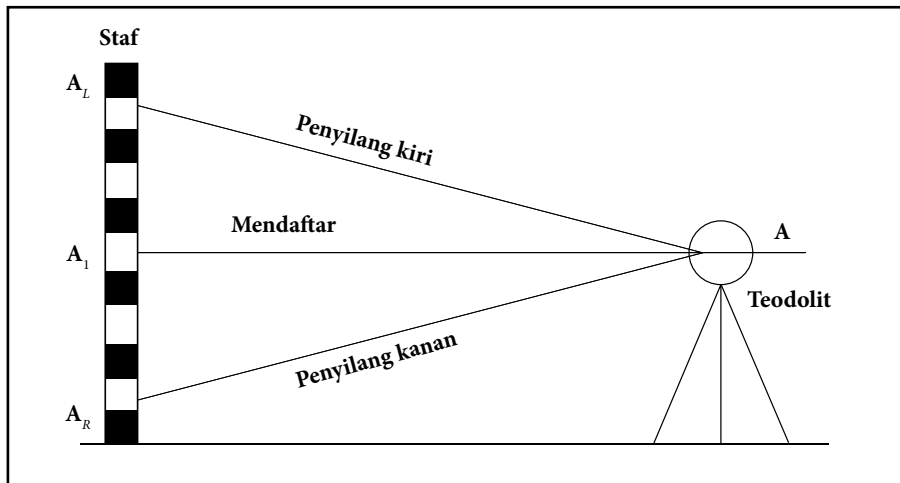 Staf
A_L
Penyilang kiri
Mendaftar
A
A_1
Teodolit
Penyilang kanan
A_R